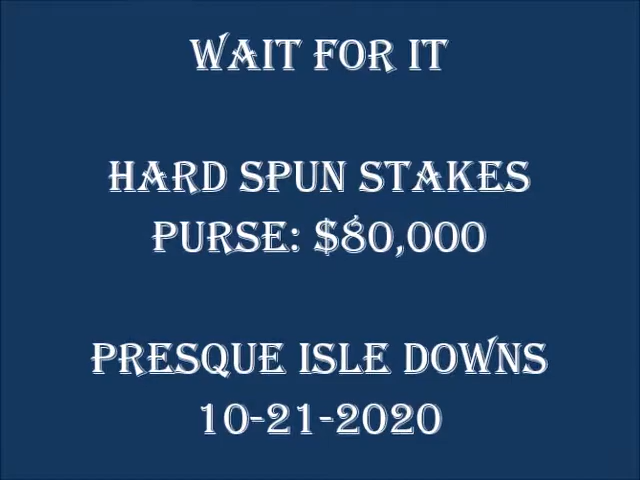 WAIT FOR IT
HARD SPUN STAKES
PURSE: $80,000
PRESQUE ISLE DOWNS
10-21-2020